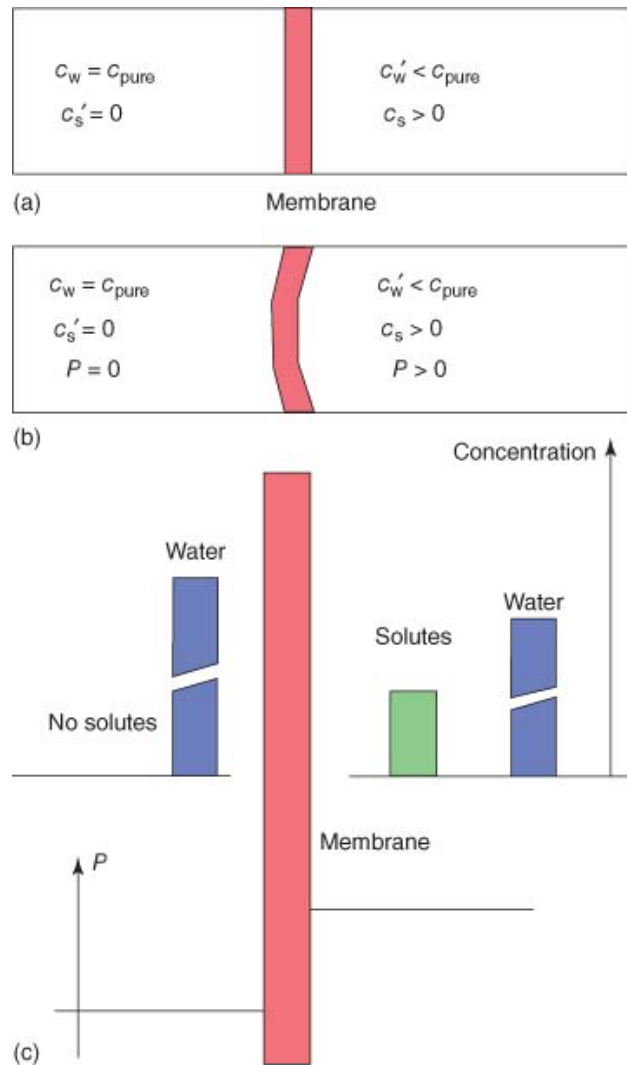 c_w = c_pure
c_s′ = 0
c_w′ < c_pure
c_s > 0
(a)
Membrane
c_w = c_pure
c_s′ = 0
P = 0
c_w′ < c_pure
c_s > 0
P > 0
(b)
Concentration
Water
Water
Solutes
No solutes
Membrane
P
(c)